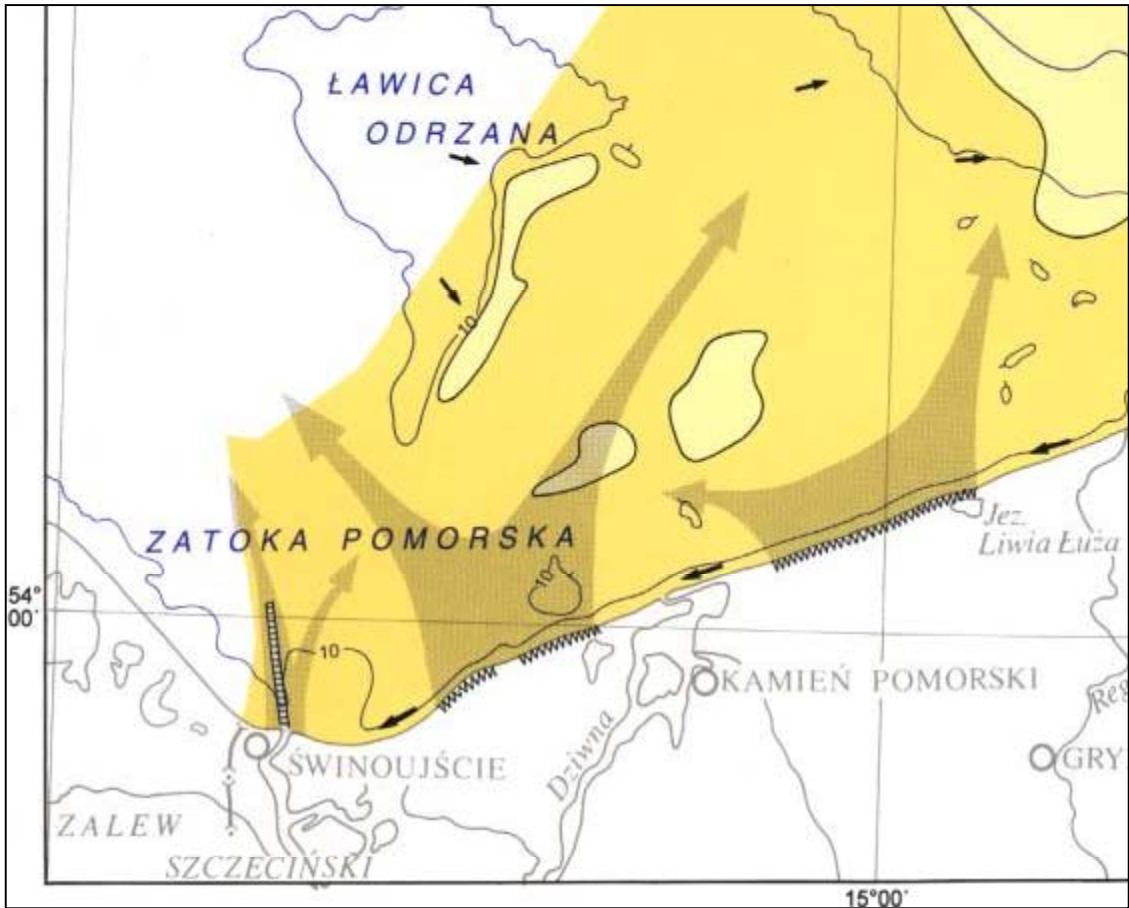 ŁAWICA
ODRZANA
10
ZATOKA POMORSKA
Jez.
Liwia Łuża
10
54°
00'
10
KAMIEŃ POMORSKI
Reg
Dziwna
GRY
ŚWINOUJŚCIE
ZALEW
SZCZECIŃSKI
15°00'